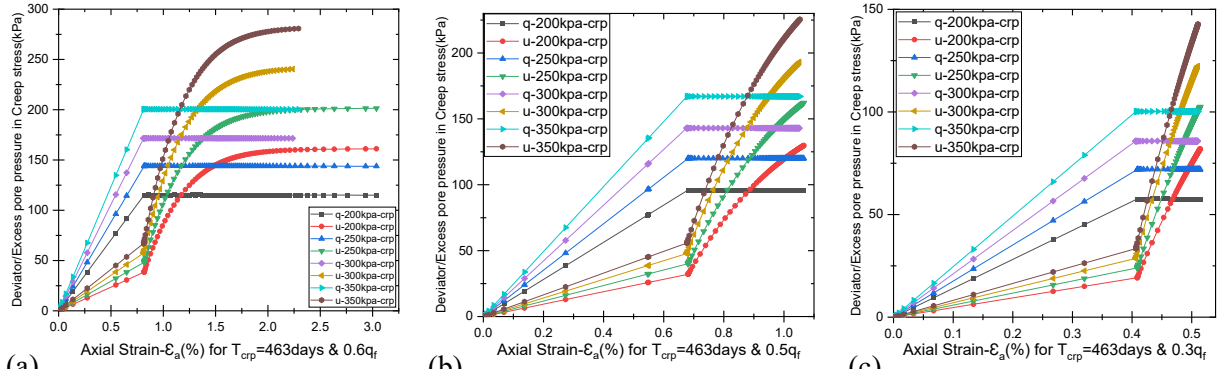 Deviator/Excess pore pressure in Creep stress(kPa)
300
250
200
150
100
50
0
0.0 0.5 1.0 1.5 2.0 2.5 3.0
q-200kpa-crp
u-200kpa-crp
q-250kpa-crp
u-250kpa-crp
q-300kpa-crp
u-300kpa-crp
q-350kpa-crp
u-350kpa-crp
Axial Strain-Ɛa(%) for Tcrp=463days & 0.6qf
(a)
Deviator/Excess pore pressure in Creep stress(kPa)
225
200
175
150
125
100
75
50
25
0
0.0 0.2 0.4 0.6 0.8 1.0
q-200kpa-crp
u-200kpa-crp
q-250kpa-crp
u-250kpa-crp
q-300kpa-crp
u-300kpa-crp
q-350kpa-crp
u-350kpa-crp
Axial Strain-Ɛa(%) for Tcrp=463days & 0.5qf
(b)
Deviator/Excess pore pressure in Creep stress(kPa)
150
100
50
0
0.0 0.1 0.2 0.3 0.4 0.5
q-200kpa-crp
u-200kpa-crp
q-250kpa-crp
u-250kpa-crp
q-300kpa-crp
u-300kpa-crp
q-350kpa-crp
u-350kpa-crp
Axial Strain-Ɛa(%) for Tcrp=463days & 0.3qf
(c)